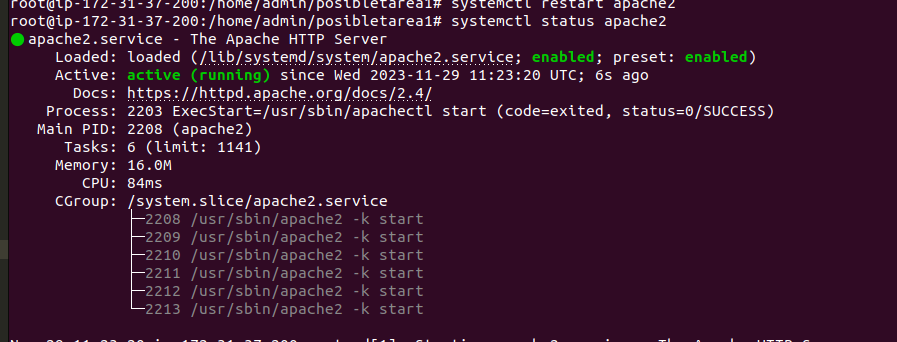 root@ip-172-31-37-200:/home/admin/posibletarea1# systemctl restart apache2
root@ip-172-31-37-200:/home/admin/posibletarea1# systemctl status apache2
● apache2.service - The Apache HTTP Server
Loaded: loaded (/lib/systemd/system/apache2.service; enabled; preset: enabled)
Active: active (running) since Wed 2023-11-29 11:23:20 UTC; 6s ago
Docs: https://httpd.apache.org/docs/2.4/
Process: 2203 ExecStart=/usr/sbin/apachectl start (code=exited, status=0/SUCCESS)
Main PID: 2208 (apache2)
Tasks: 6 (limit: 1141)
Memory: 16.0M
CPU: 84ms
CGroup: /system.slice/apache2.service
├─2208 /usr/sbin/apache2 -k start
├─2209 /usr/sbin/apache2 -k start
├─2210 /usr/sbin/apache2 -k start
├─2211 /usr/sbin/apache2 -k start
├─2212 /usr/sbin/apache2 -k start
└─2213 /usr/sbin/apache2 -k start